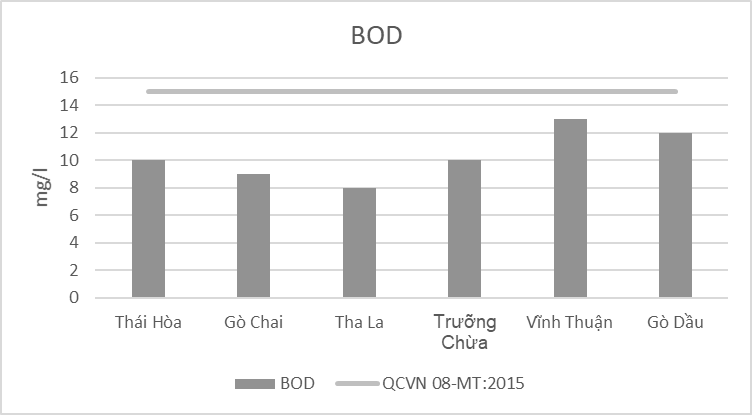 BOD
16
14
12
10
8
6
4
2
0
mg/l
Thái Hòa
Gò Chai
Tha La
Trưỡng
Chừa
Vĩnh Thuận
Gò Dầu
BOD
QCVN 08-MT:2015